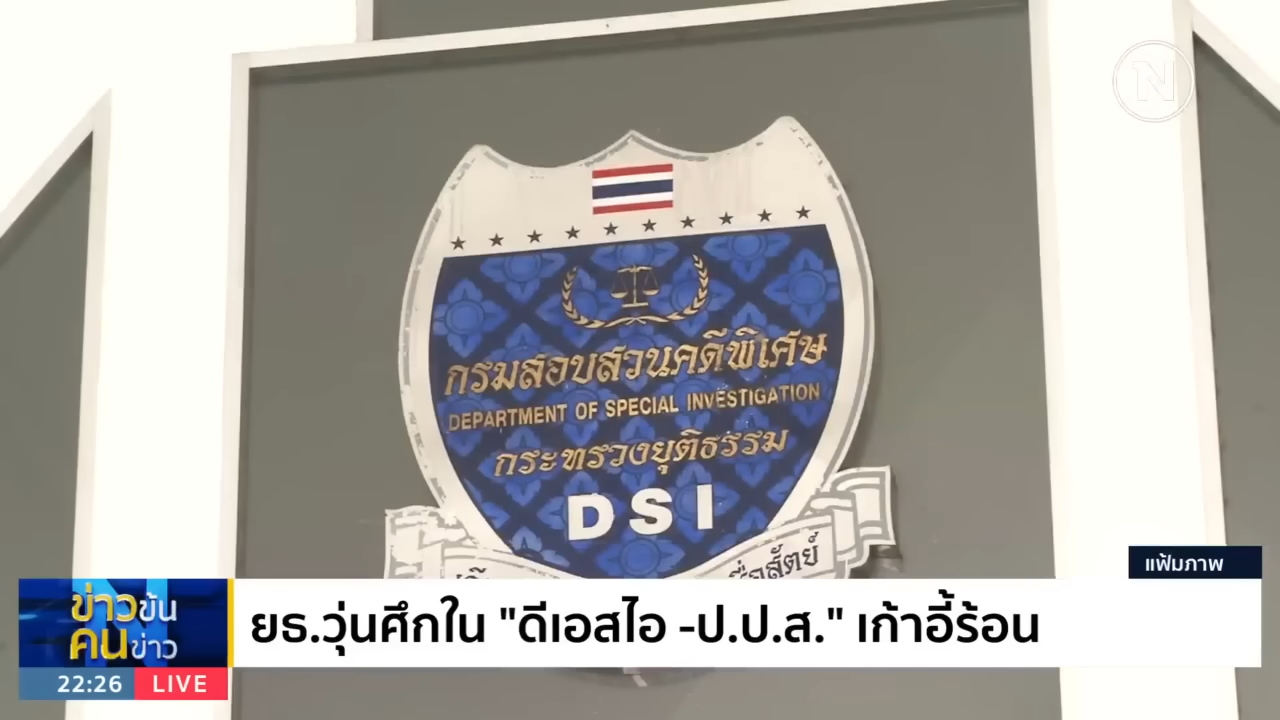 N
กรมสอบสวนคดีพิเศษ
DEPARTMENT OF SPECIAL INVESTIGATION
กระทรวงยุติธรรม
DSI
แฟ้มภาพ
ข่าวข้น
คนข่าว
ยธ.วุ่นศึกใน "ดีเอสไอ -ป.ป.ส." เก้าอี้ร้อน
22:26 LIVE